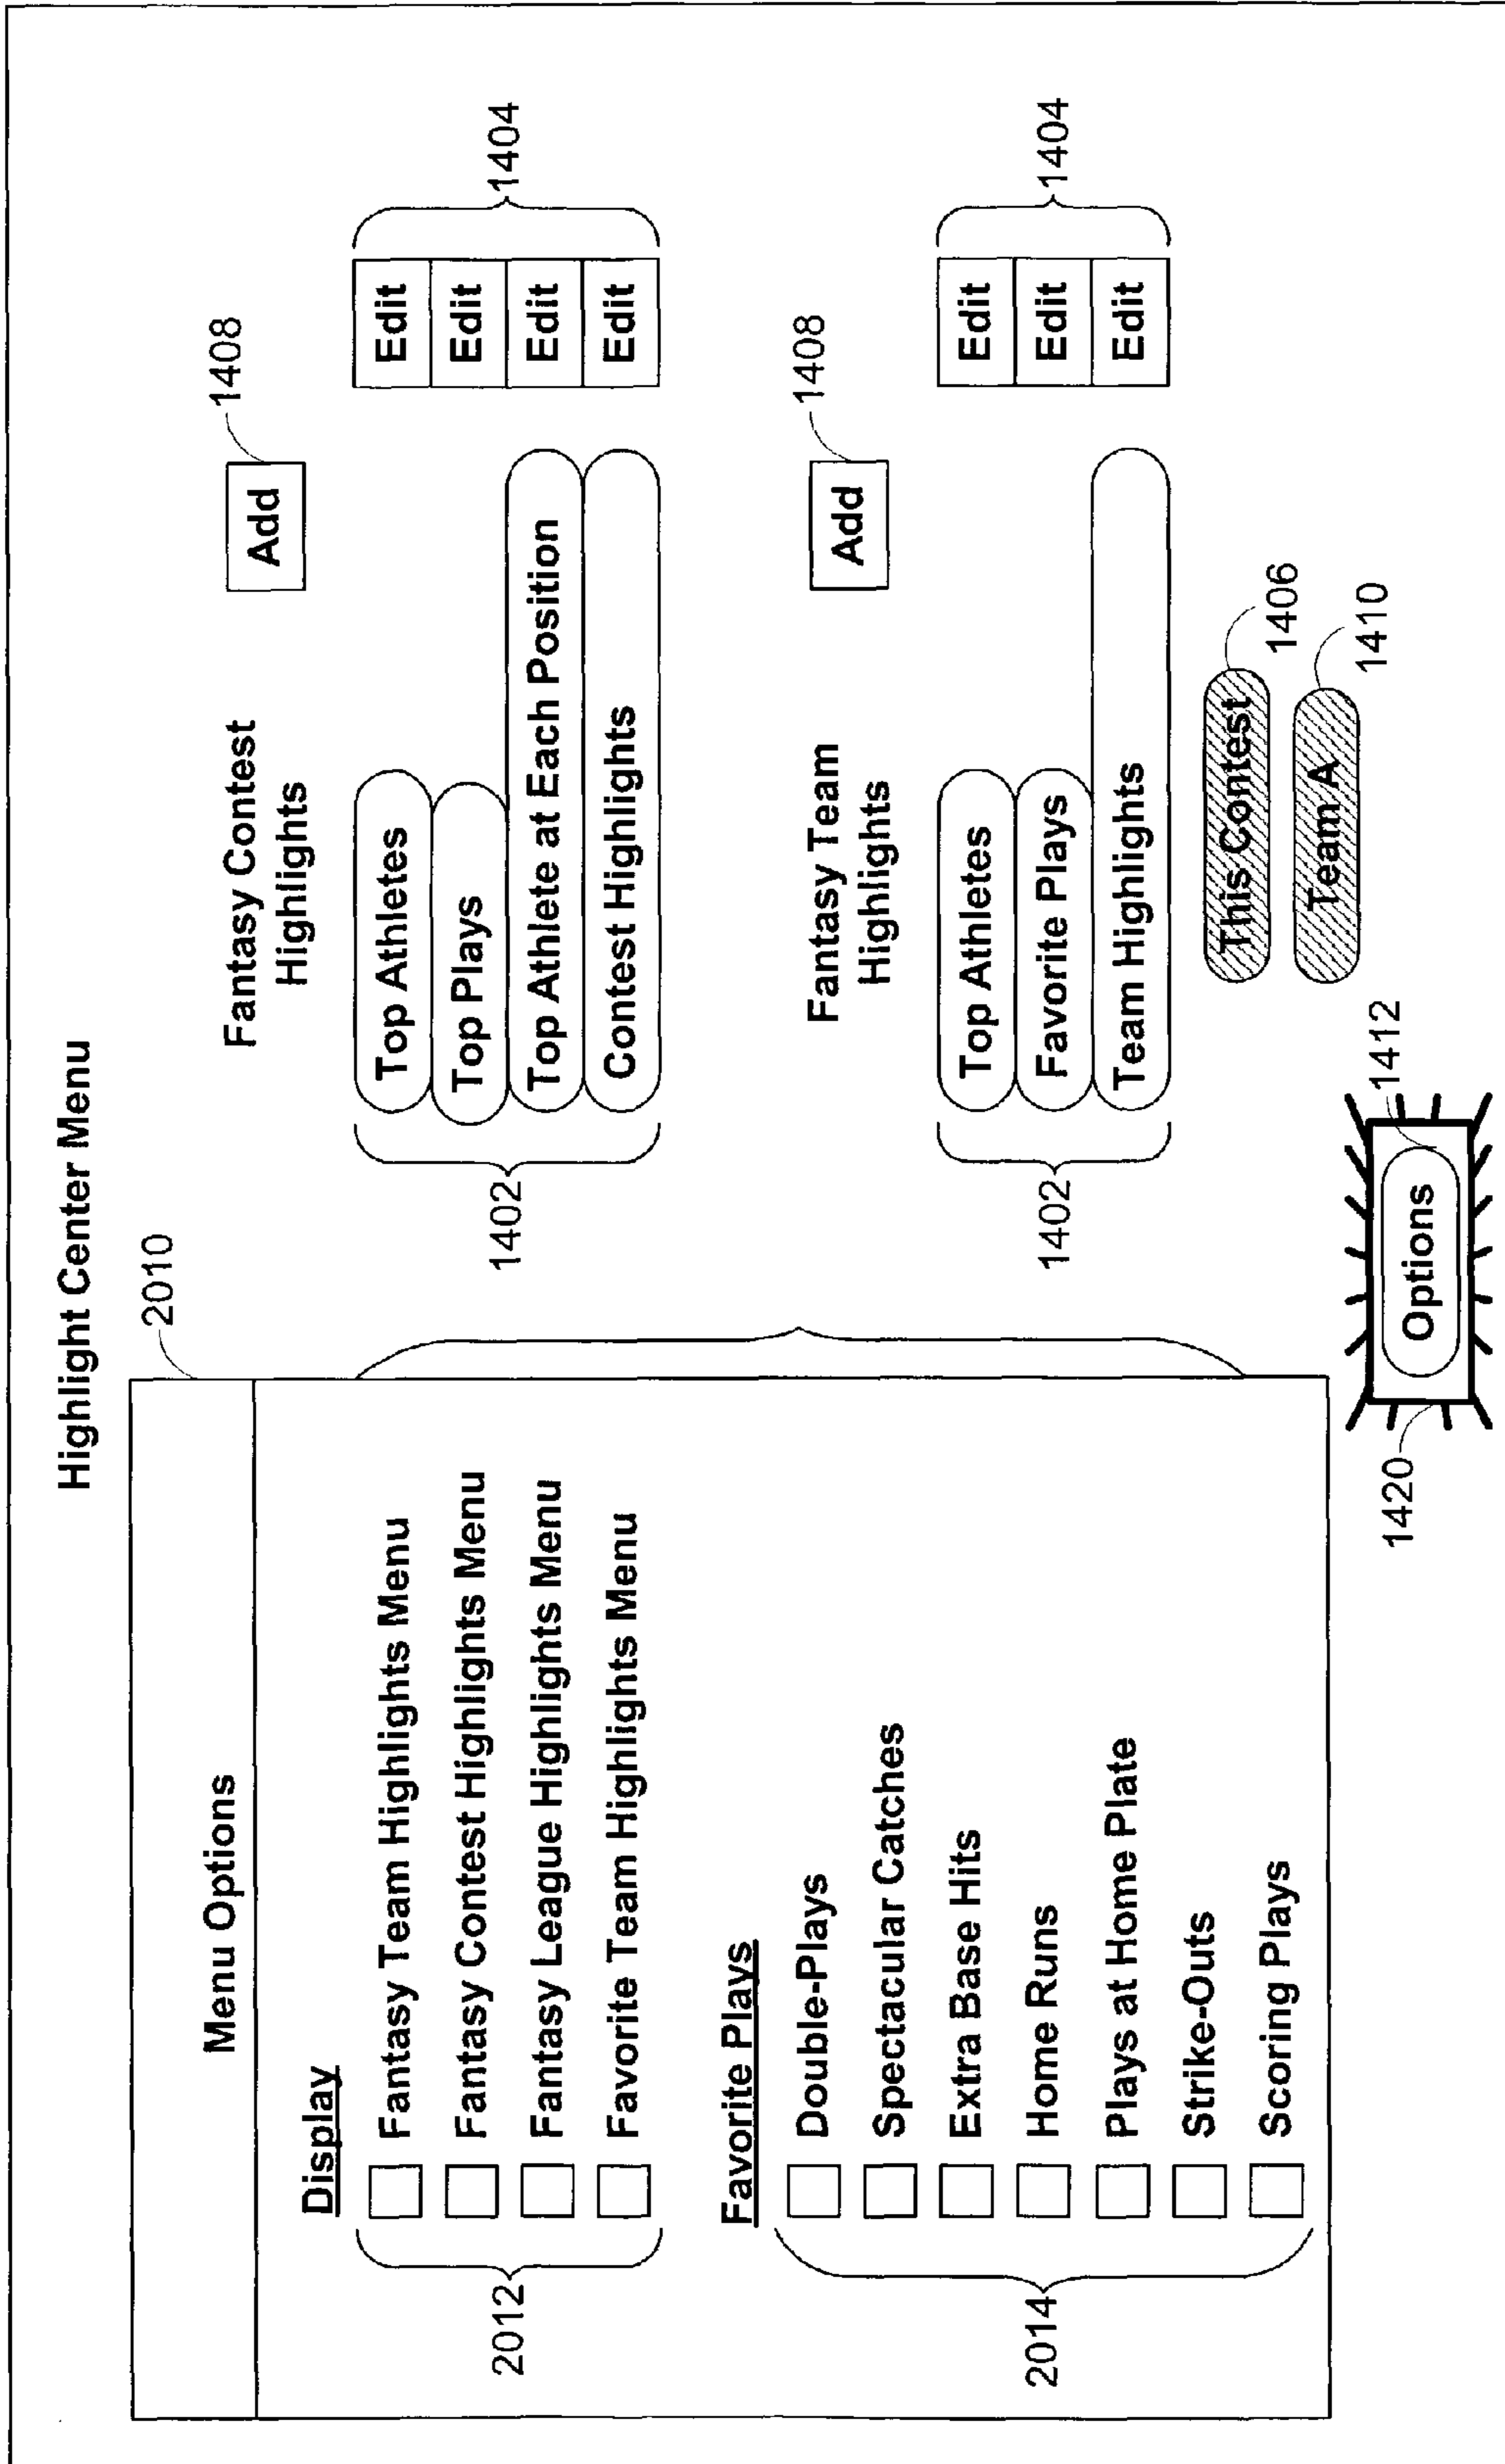 Highlight Center Menu
2010
Menu Options
Display
Fantasy Team Highlights Menu
Fantasy Contest Highlights Menu
Fantasy League Highlights Menu
Favorite Team Highlights Menu
2012
Favorite Plays
Double-Plays
Spectacular Catches
Extra Base Hits
Home Runs
Plays at Home Plate
Strike-Outs
Scoring Plays
2014
Fantasy Contest
Highlights
Add
1408
Top Athletes
Edit
Top Plays
Edit
Top Athlete at Each Position
Edit
Contest Highlights
Edit
1402
1404
Fantasy Team
Highlights
Add
1408
Top Athletes
Edit
Favorite Plays
Edit
Team Highlights
Edit
1402
1404
This Contest
1406
Team A
1410
Options
1412
1420